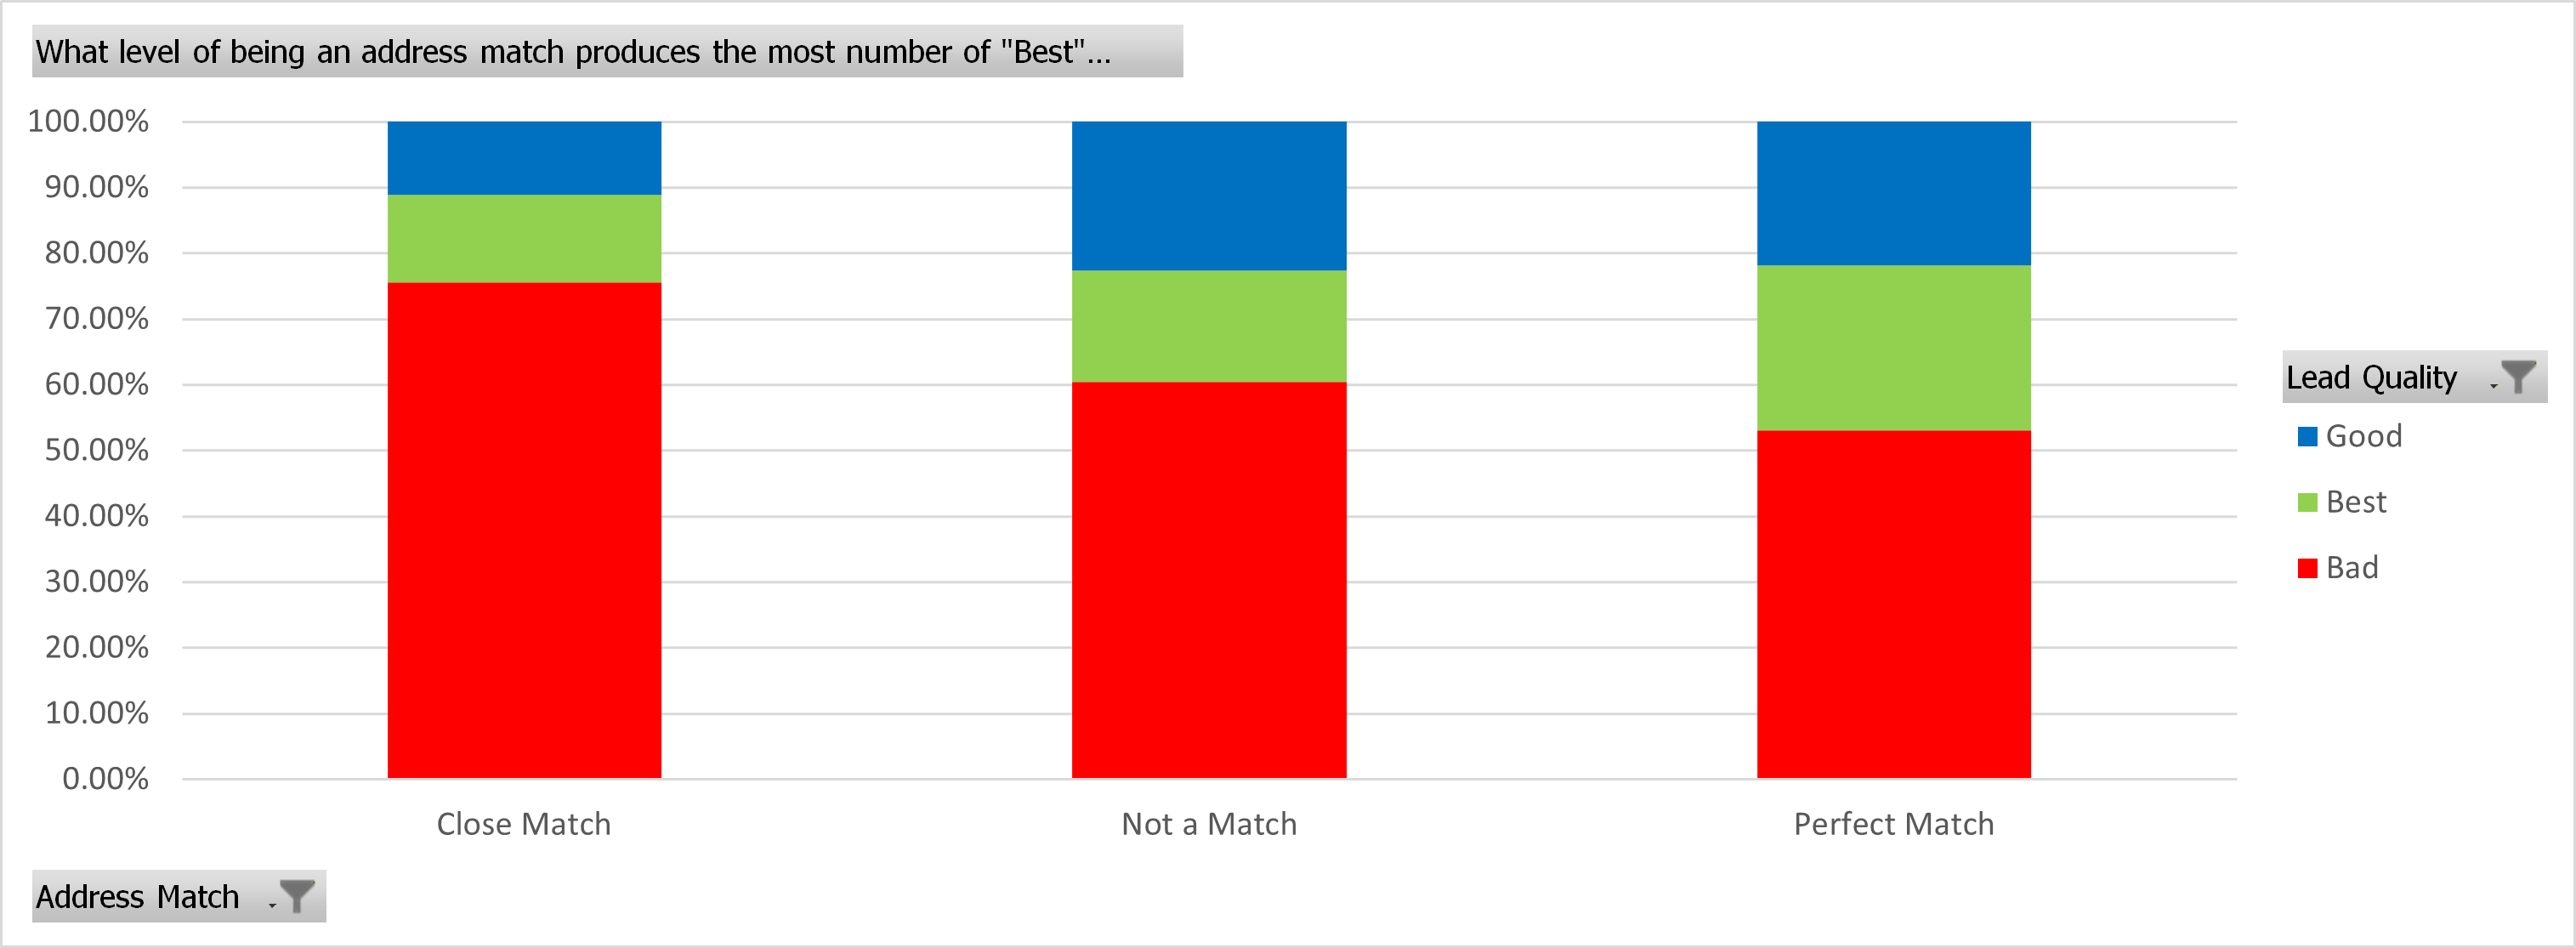 What level of being an address match produces the most number of "Best"...
100.00%
90.00%
80.00%
70.00%
60.00%
50.00%
40.00%
30.00%
20.00%
10.00%
0.00%
Close Match
Not a Match
Perfect Match
Lead Quality
Good
Best
Bad
Address Match